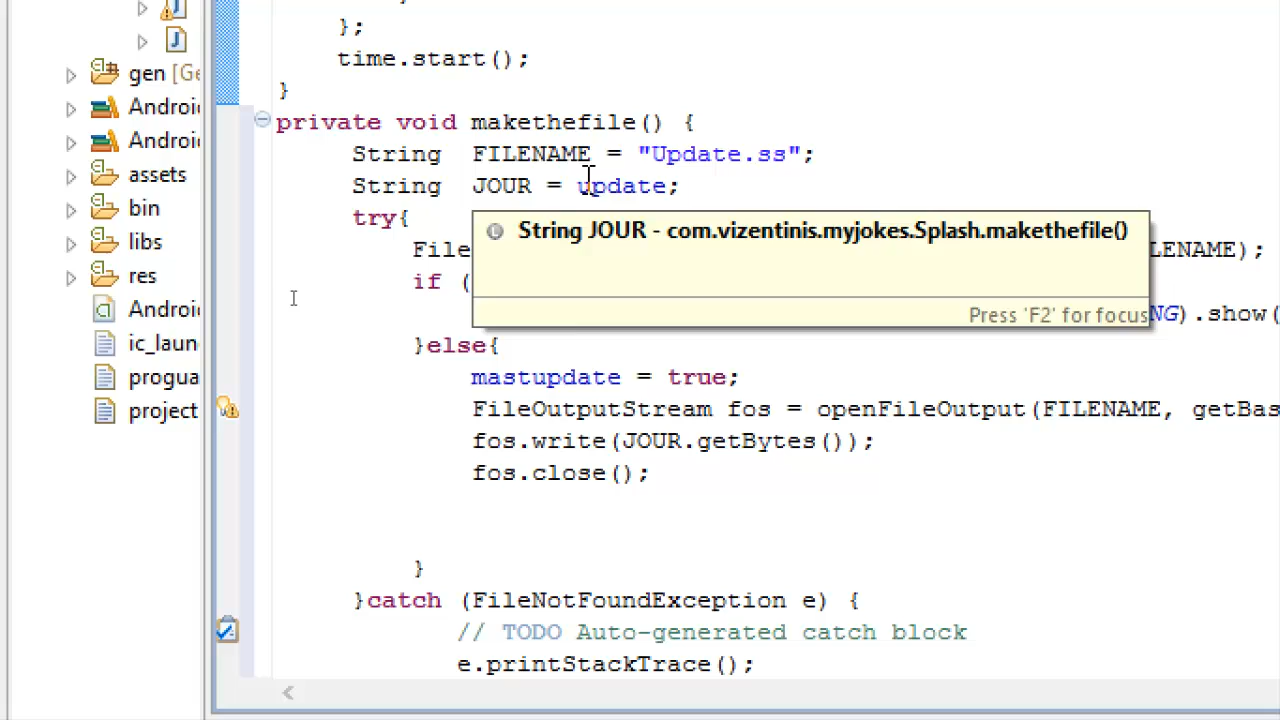 };
time.start();
}
gen [Ge
private void makethefile() {
Androi
String FILENAME = "Update.ss";
Androi
String JOUR = update;
assets
try{
bin
String JOUR - com.vizentinis.myjokes.Splash.makethefile()
libs
File
LENAME);
res
if (
Androi
Press 'F2' for focus
NG).show(
ic_laun
}else{
progua
mastupdate = true;
project
FileOutputStream fos = openFileOutput(FILENAME, getBas
fos.write(JOUR.getBytes());
fos.close();
}
}catch (FileNotFoundException e) {
// TODO Auto-generated catch block
e.printStackTrace();